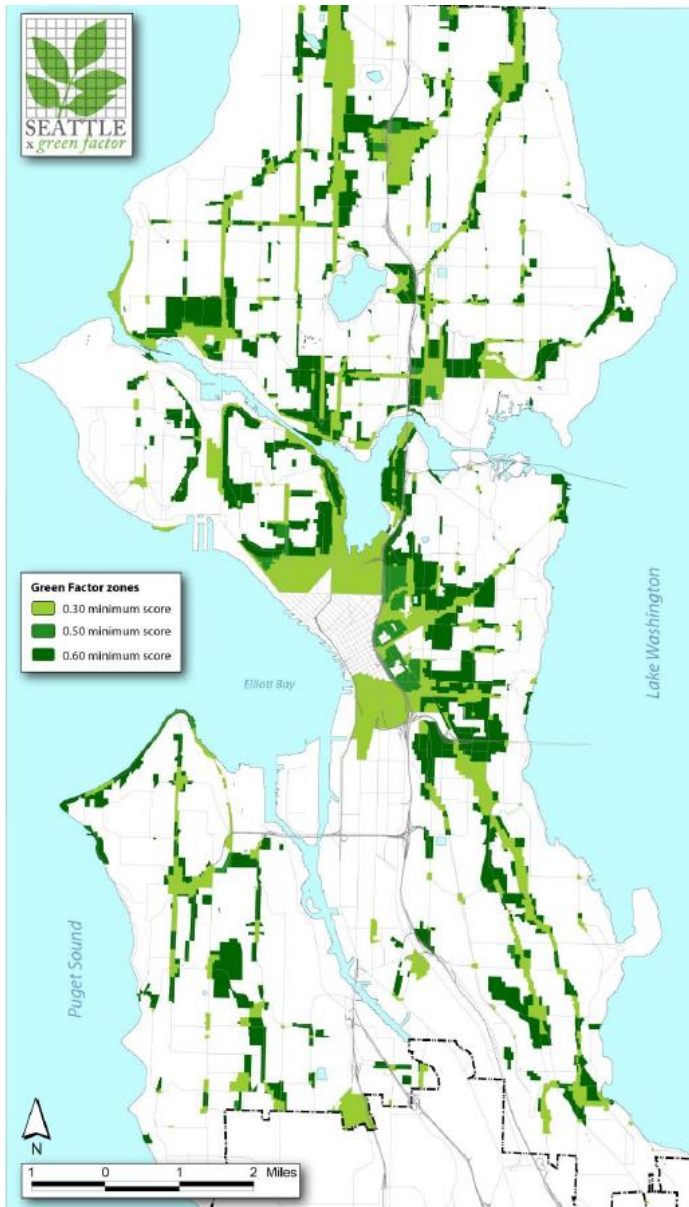 SEATTLE
x green factor
Green Factor zones
0.30 minimum score
0.50 minimum score
0.60 minimum score
Elliott Bay
Lake Washington
Puget Sound
N
1 0 1 2 Miles